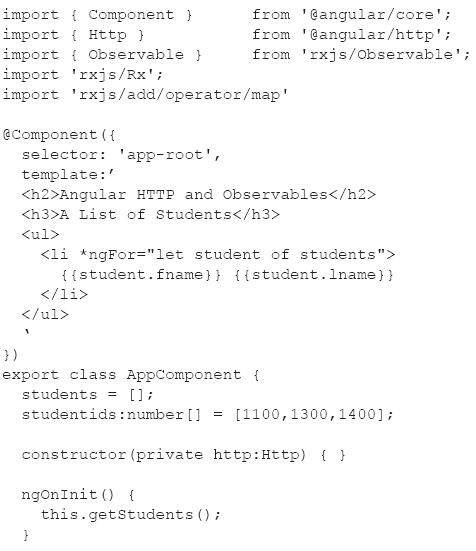 import { Component }      from '@angular/core';
import { Http }           from '@angular/http';
import { Observable }     from 'rxjs/Observable';
import 'rxjs/Rx';
import 'rxjs/add/operator/map'

@Component({
  selector: 'app-root',
  template:’
  <h2>Angular HTTP and Observables</h2>
  <h3>A List of Students</h3>
  <ul>
    <li *ngFor="let student of students">
      {{student.fname}} {{student.lname}}
    </li>
  </ul>
  ‘
})
export class AppComponent {
  students = [];
  studentids:number[] = [1100,1300,1400];

  constructor(private http:Http) { }

  ngOnInit() {
    this.getStudents();
  }